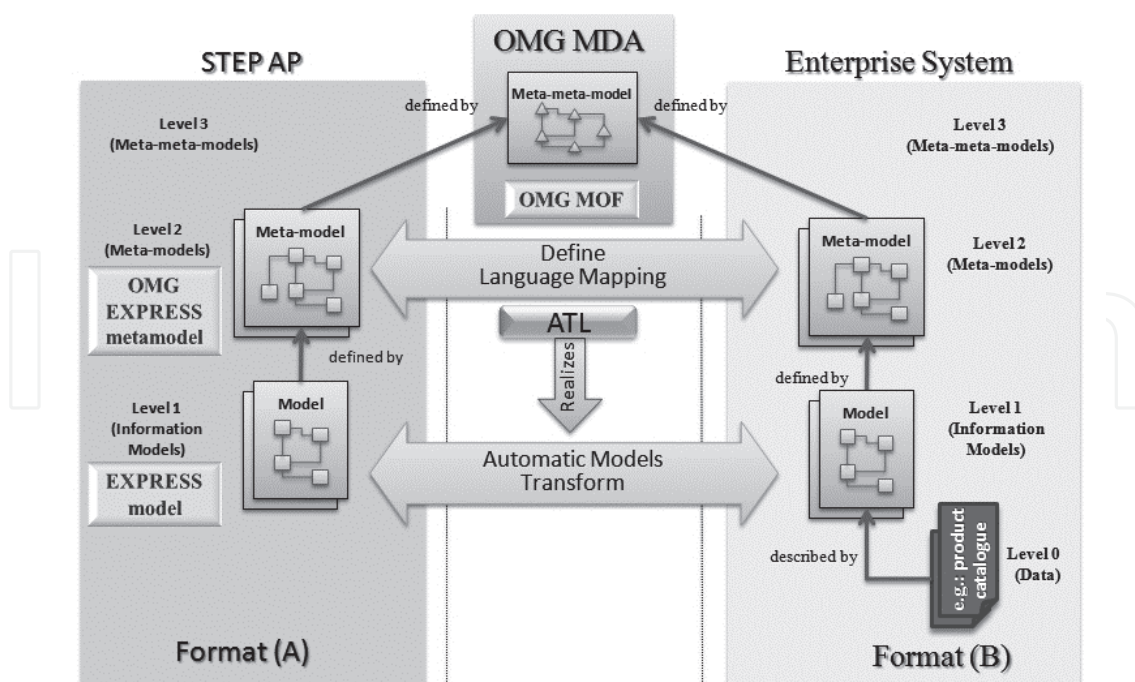 OMG MDA
STEP AP
Enterprise System
Meta-meta-model
defined by
defined by
OMG MOF
Level 3
(Meta-meta-models)
Level 3
(Meta-meta-models)
Level 2
(Meta-models)
OMG
EXPRESS
metamodel
Meta-model
Define
Language Mapping
Meta-model
Level 2
(Meta-models)
ATL
Realizes
defined by
defined by
Level 1
(Information
Models)
EXPRESS
model
Model
Automatic Models
Transform
Model
Level 1
(Information
Models)
described by
e.g.: product
catalogue
Level 0
(Data)
Format (A)
Format (B)